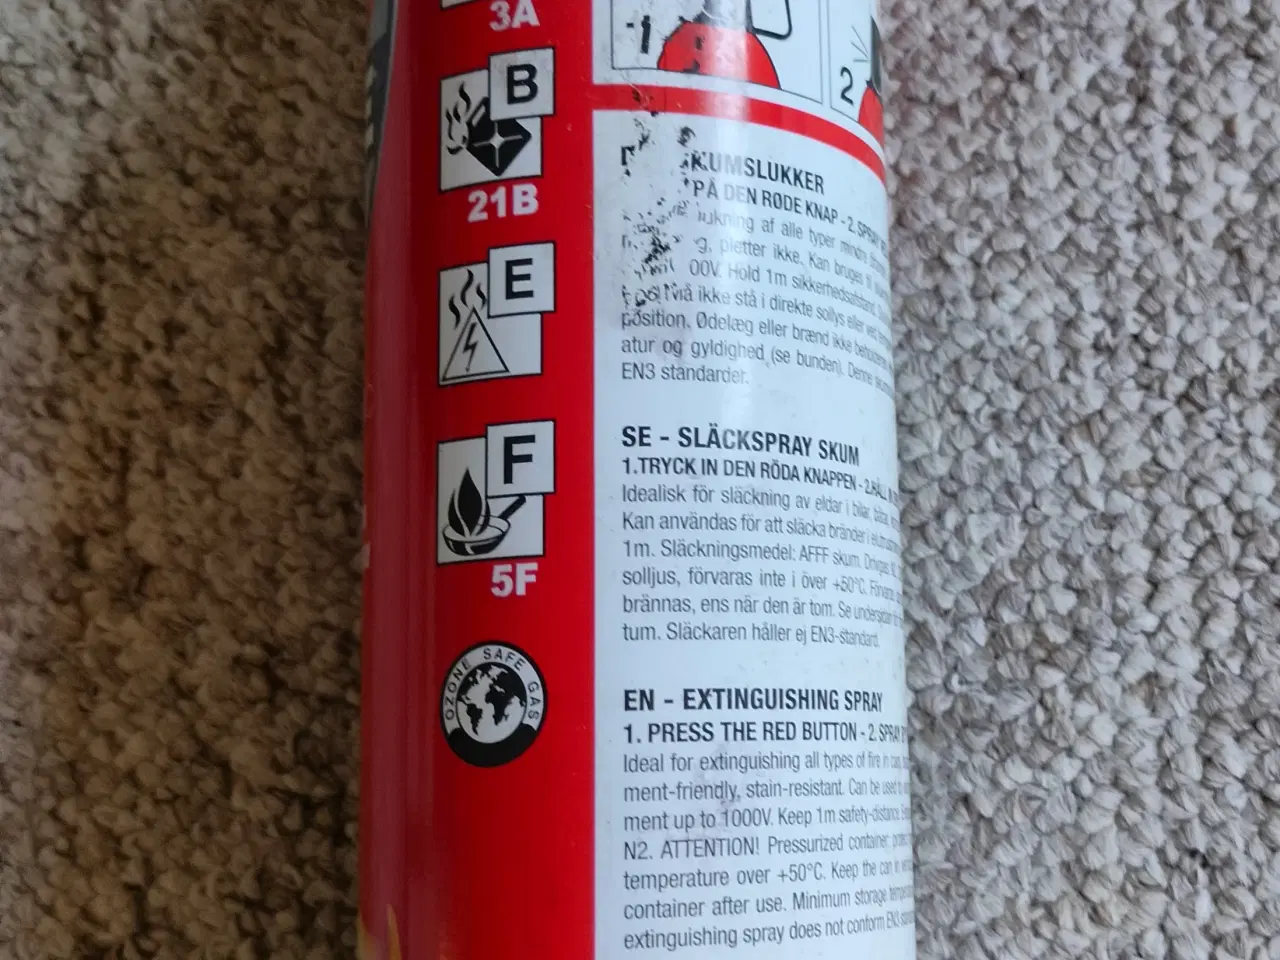 3A
B
21B
E
F
5F
OZONE SAFE GAS
1
2
KUMSLUKKER
PÅ DEN RØDE KNAP - 2. SPRAY
lukning af alle typer mindre
pletter ikke. Kan bruges til
00V. Hold 1m sikkerhedsafstand.
må ikke stå i direkte sollys eller ved
position. Ødelæg eller brænd ikke
atur og gyldighed (se bunden). Denne
EN3 standarder.
SE - SLÄCKSPRAY SKUM
1.TRYCK IN DEN RÖDA KNAPPEN - 2.HÅLL
Idealisk för släckning av eldar i bilar, båtar,
Kan användas för att släcka bränder i
1m. Släckningsmedel: AFFF skum. Drivgas
solljus, förvaras inte i över +50°C. Förvaras
brännas, ens när den är tom. Se undersidan
tum. Släckaren håller ej EN3-standard.
EN - EXTINGUISHING SPRAY
1. PRESS THE RED BUTTON - 2. SPRAY
Ideal for extinguishing all types of fire in cars,
ment-friendly, stain-resistant. Can be used
ment up to 1000V. Keep 1m safety-distance.
N2. ATTENTION! Pressurized container:
temperature over +50°C. Keep the can in
container after use. Minimum storage
extinguishing spray does not conform EN3